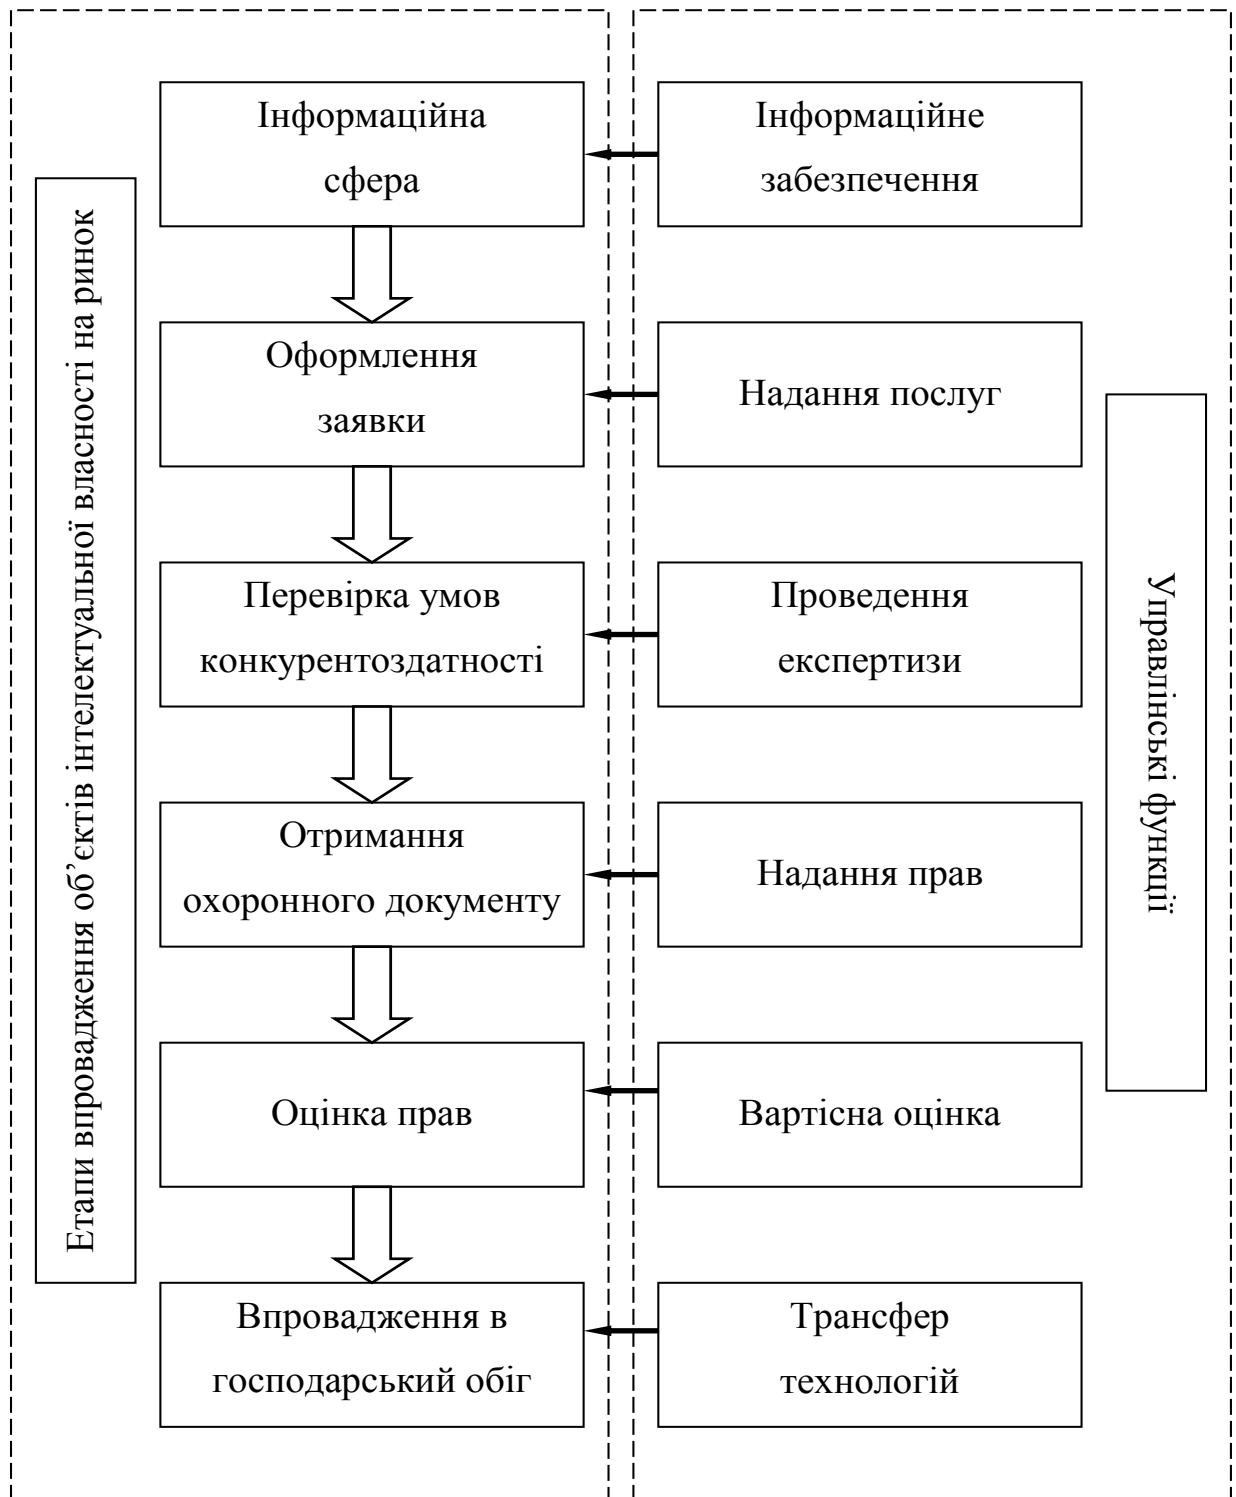 Етапи впровадження об’єктів інтелектуальної власності на ринок
Інформаційна
сфера
Інформаційне
забезпечення
Оформлення
заявки
Надання послуг
Перевірка умов
конкурентоздатності
Проведення
експертизи
Отримання
охоронного документу
Надання прав
Оцінка прав
Вартісна оцінка
Впровадження в
господарський обіг
Трансфер
технологій
Управлінські функції